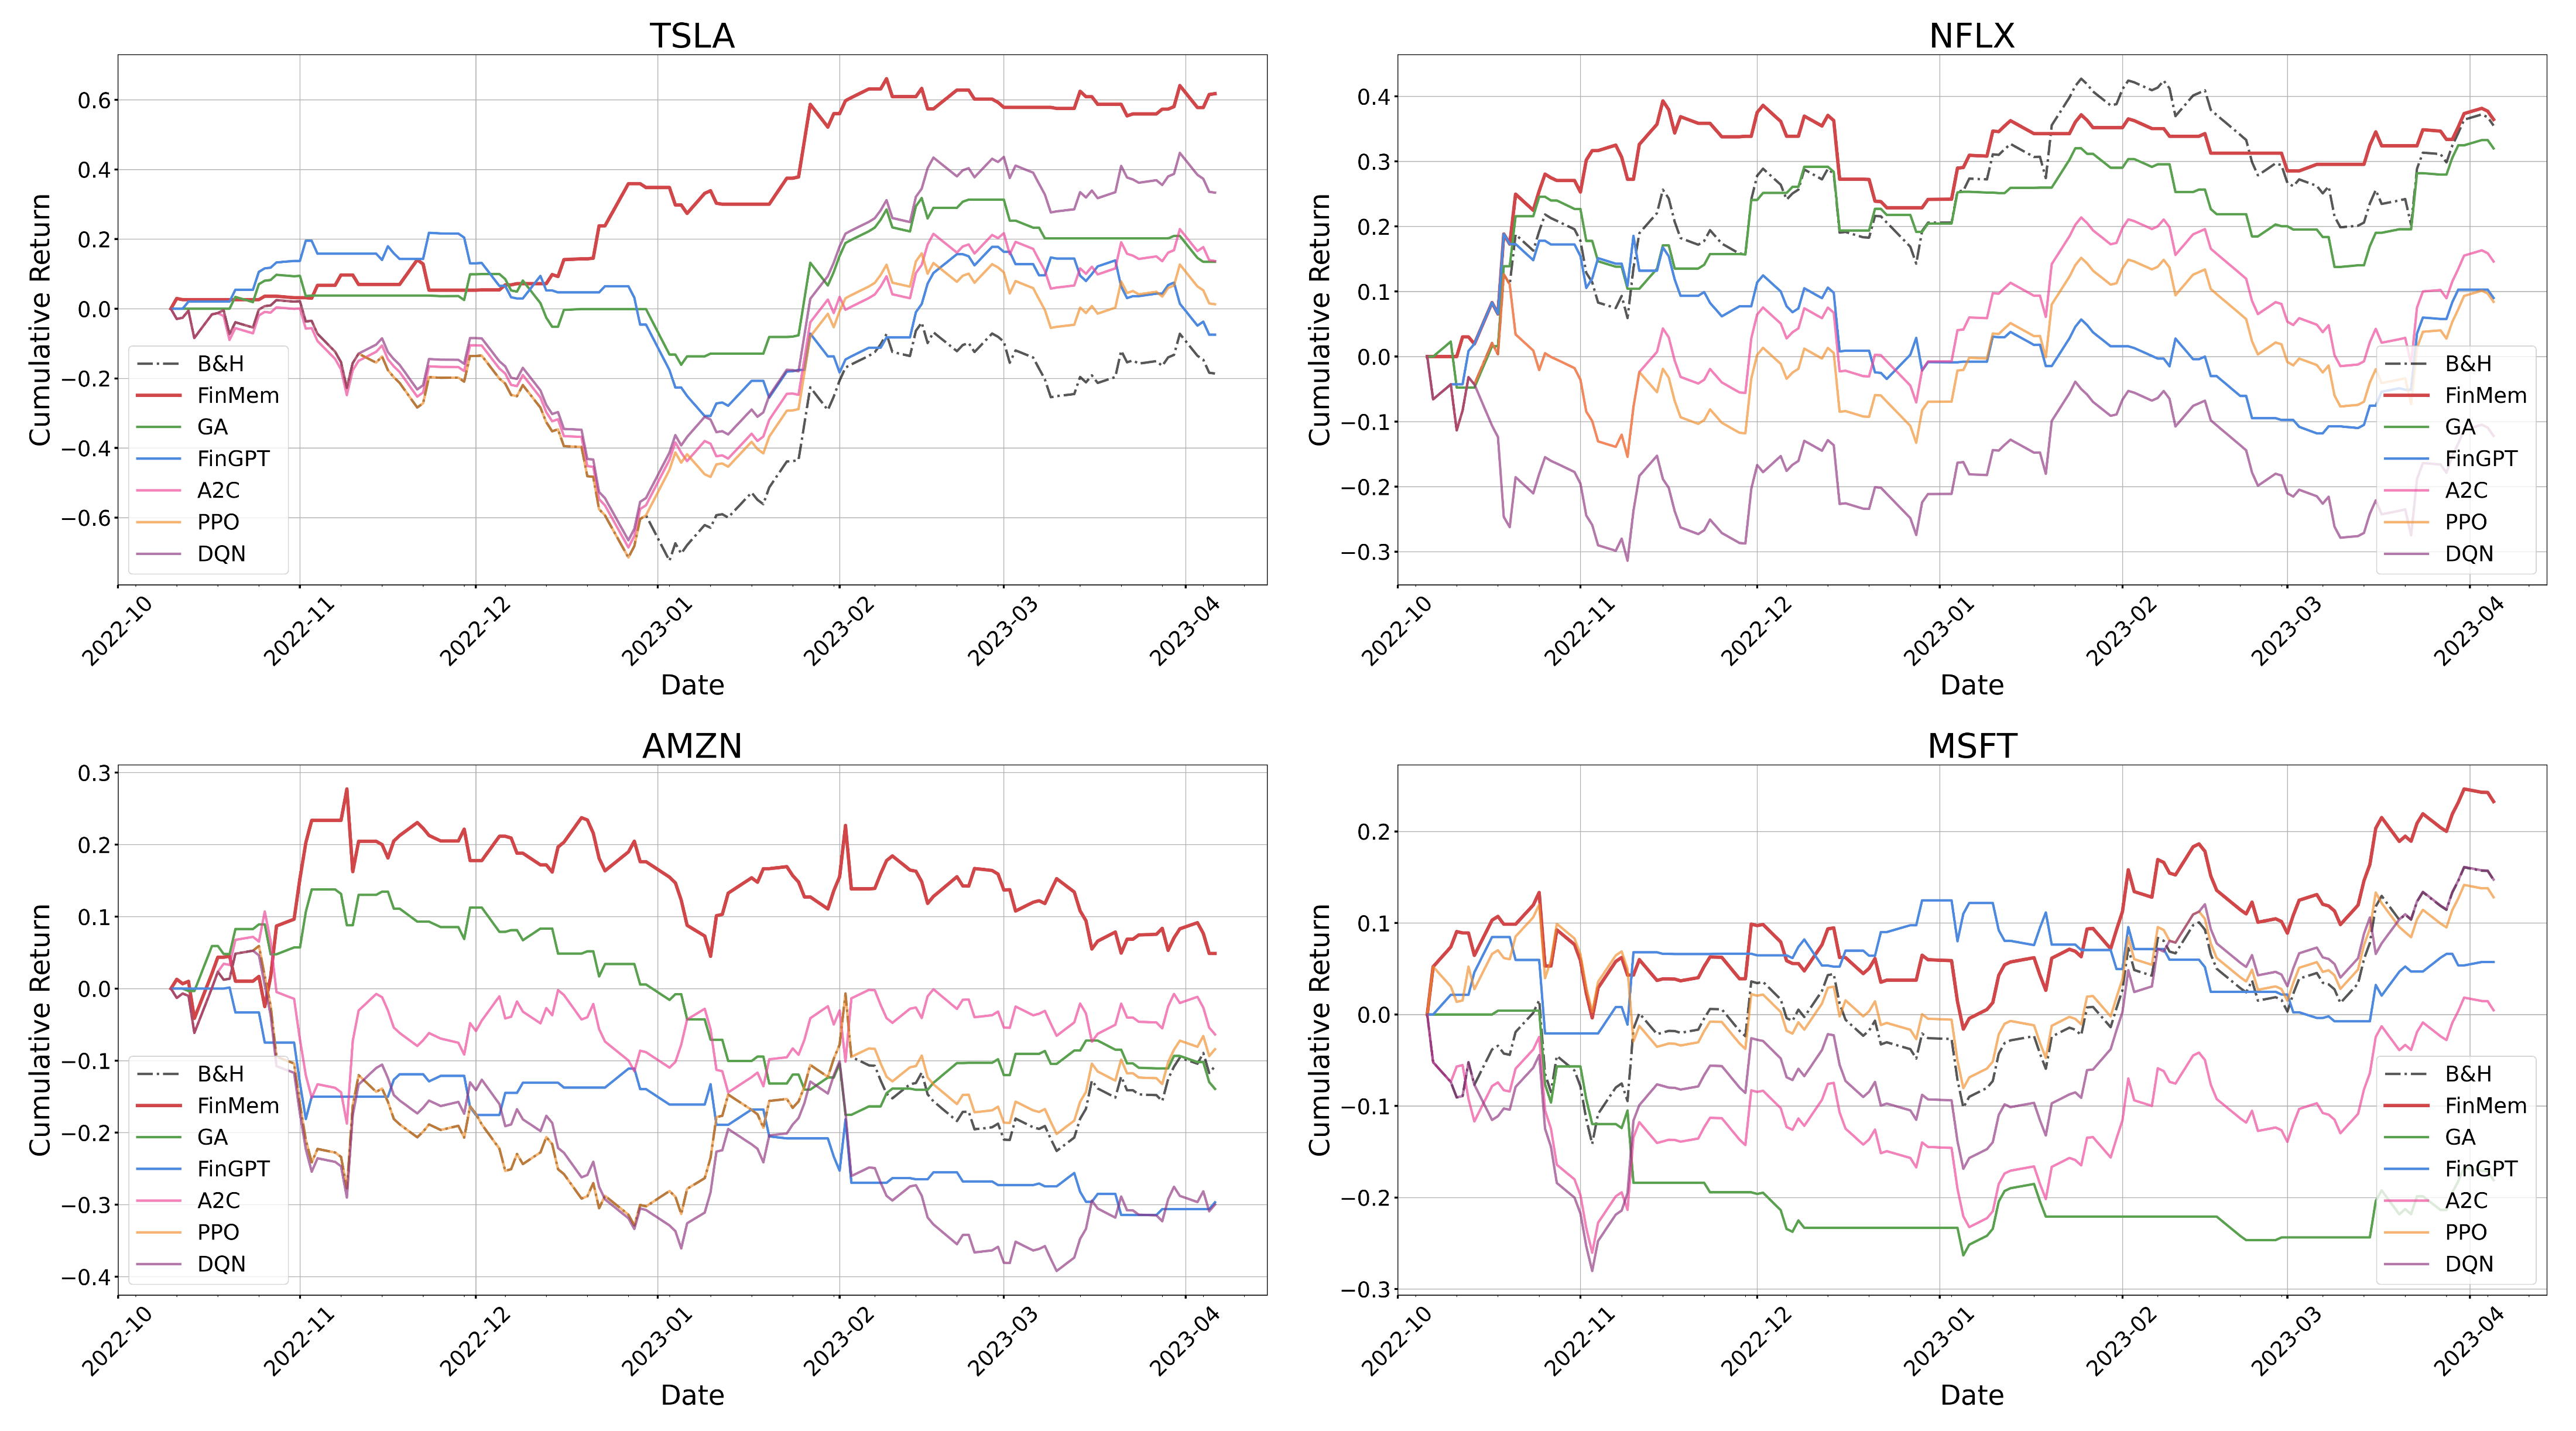 TSLA
Cumulative Return
0.6
0.4
0.2
0.0
−0.2
−0.4
−0.6
B&H
FinMem
GA
FinGPT
A2C
PPO
DQN
2022-10
2022-11
2022-12
2023-01
2023-02
2023-03
2023-04
Date
NFLX
Cumulative Return
0.4
0.3
0.2
0.1
0.0
−0.1
−0.2
−0.3
B&H
FinMem
GA
FinGPT
A2C
PPO
DQN
2022-10
2022-11
2022-12
2023-01
2023-02
2023-03
2023-04
Date
AMZN
Cumulative Return
0.3
0.2
0.1
0.0
−0.1
−0.2
−0.3
−0.4
B&H
FinMem
GA
FinGPT
A2C
PPO
DQN
2022-10
2022-11
2022-12
2023-01
2023-02
2023-03
2023-04
Date
MSFT
Cumulative Return
0.2
0.1
0.0
−0.1
−0.2
−0.3
B&H
FinMem
GA
FinGPT
A2C
PPO
DQN
2022-10
2022-11
2022-12
2023-01
2023-02
2023-03
2023-04
Date